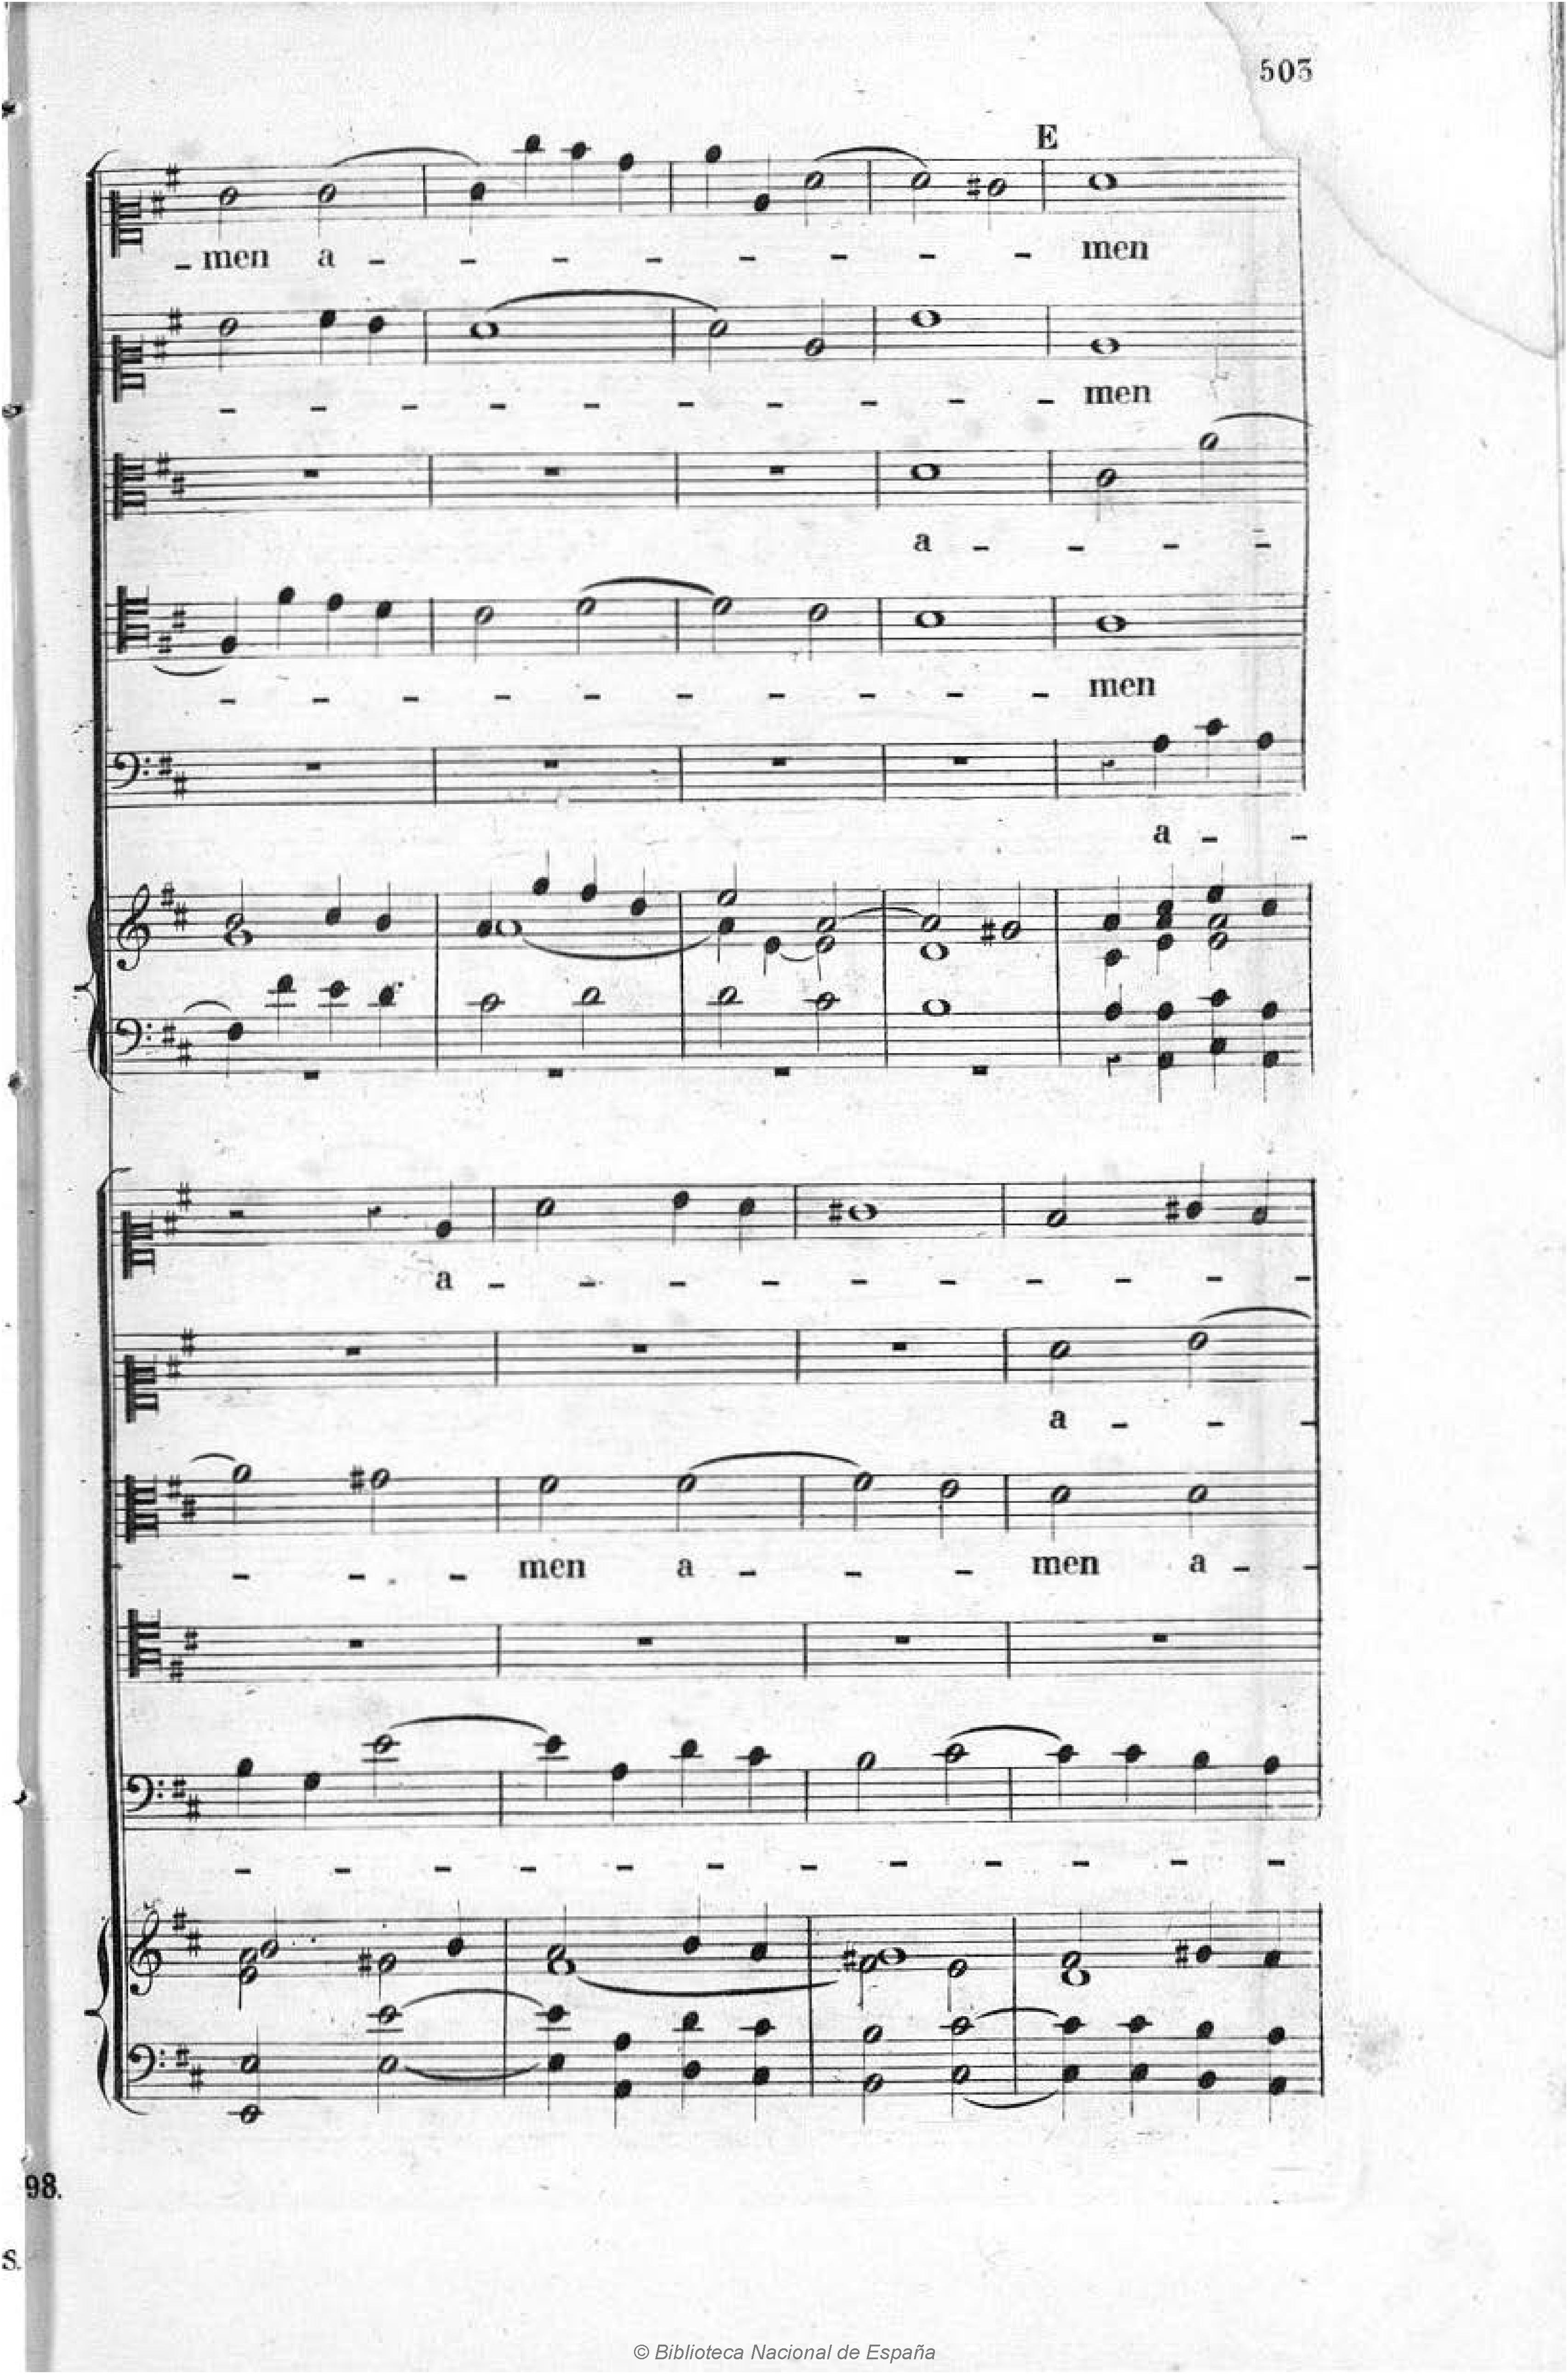 503
E
- men a - - - - - - - - men
- - - - - - - - - - men
a - - - -
- - - - - - - - - - men
a - -
a - - - - - - - - - -
a - - -
- - - men a - - - men a - -
- - - - - - - - - - - -
98.
S.
© Biblioteca Nacional de España